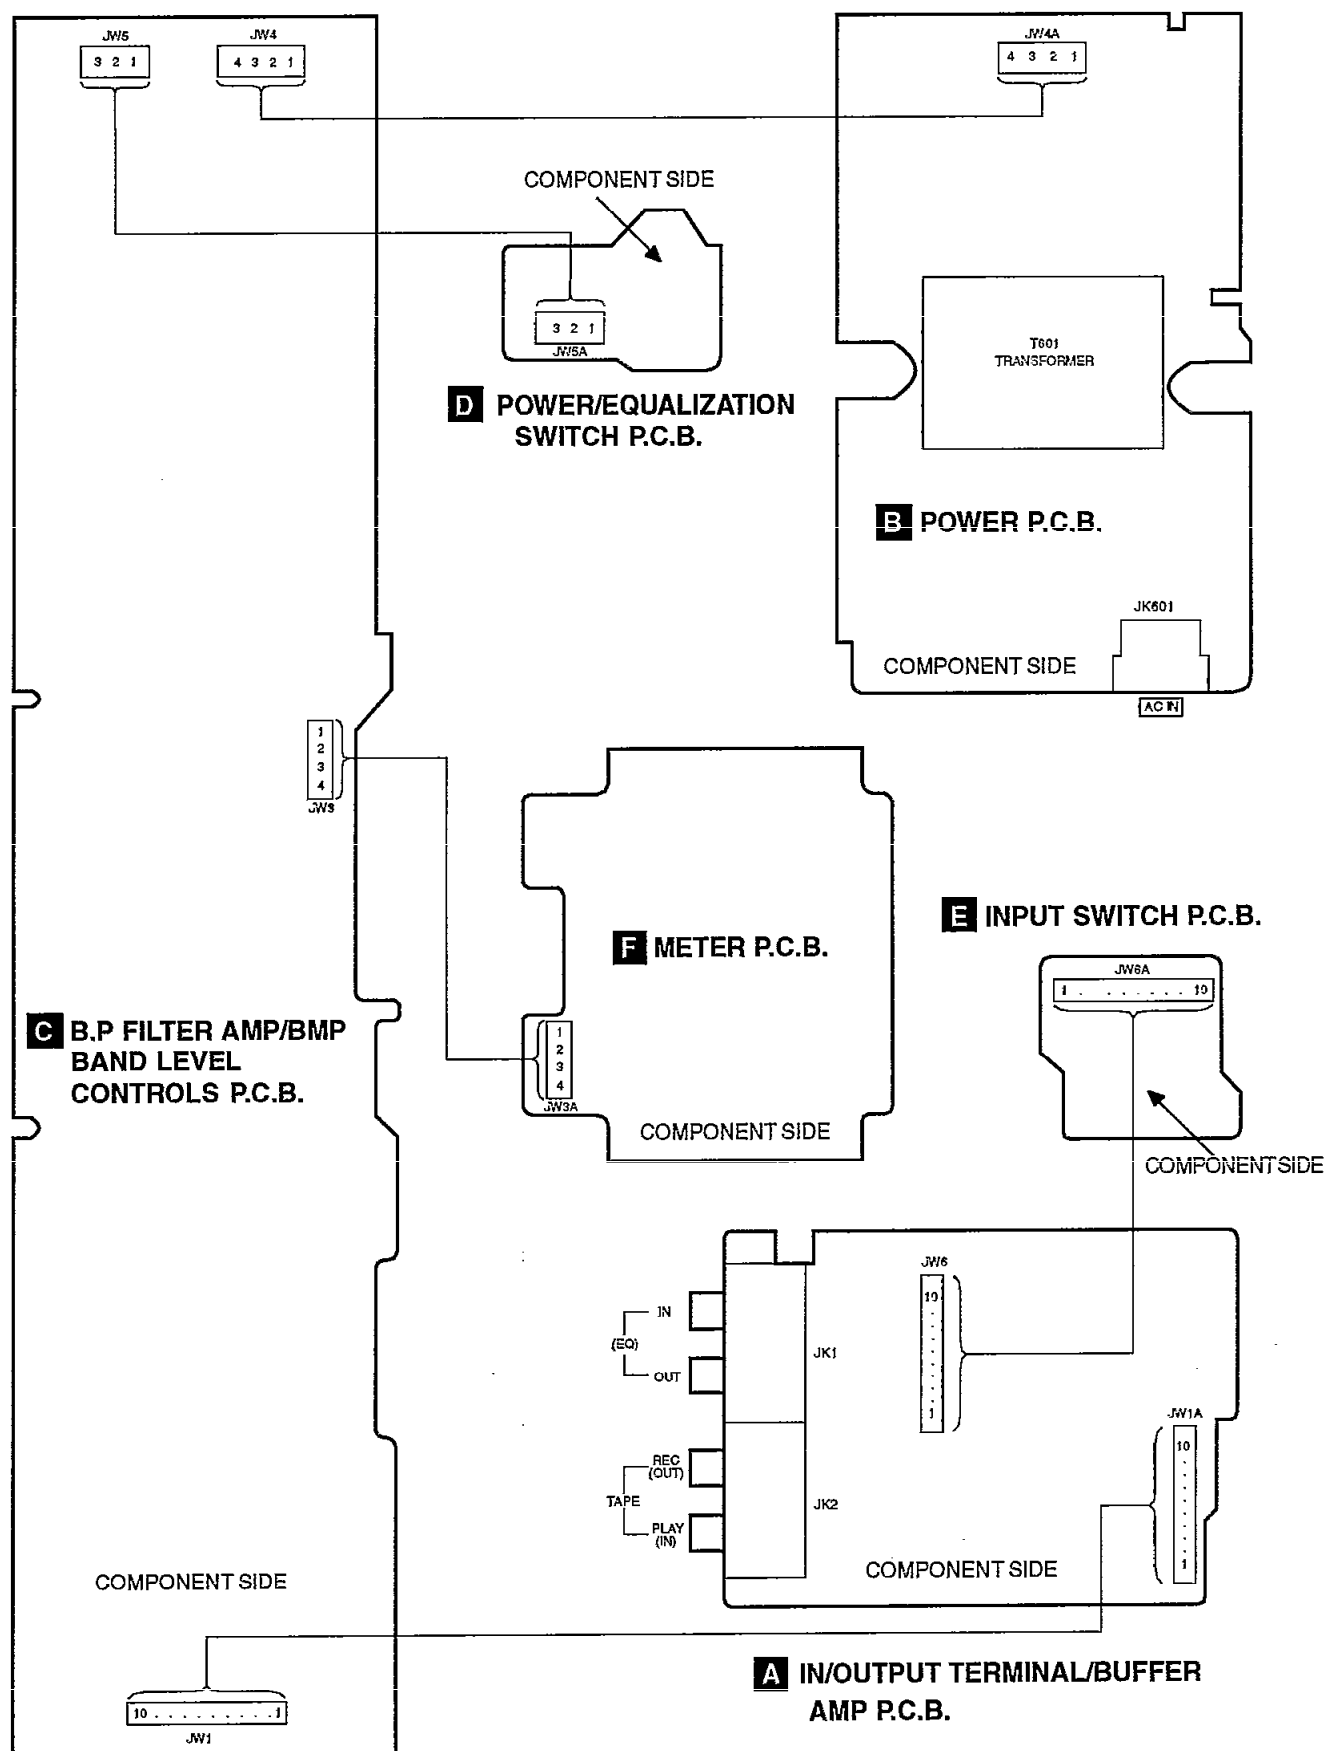 JW5
JW4
JW4A
3 2 1
4 3 2 1
4 3 2 1
COMPONENT SIDE
3 2 1
JW5A
T601
TRANSFORMER
D POWER/EQUALIZATION
SWITCH P.C.B.
B POWER P.C.B.
JK601
COMPONENT SIDE
AC IN
1
2
3
4
JW3
E INPUT SWITCH P.C.B.
F METER P.C.B.
JW6A
1 . . . . . . . . 10
C B.P FILTER AMP/BMP
BAND LEVEL
CONTROLS P.C.B.
1
2
3
4
JW3A
COMPONENT SIDE
COMPONENT SIDE
JW6
10
.
.
.
.
.
.
.
.
1
IN
(EQ)
OUT
JK1
JW1A
10
.
.
.
.
.
.
.
.
1
REC
(OUT)
TAPE
PLAY
(IN)
JK2
COMPONENT SIDE
COMPONENT SIDE
A IN/OUTPUT TERMINAL/BUFFER
AMP P.C.B.
10 . . . . . . . . 1
JW1